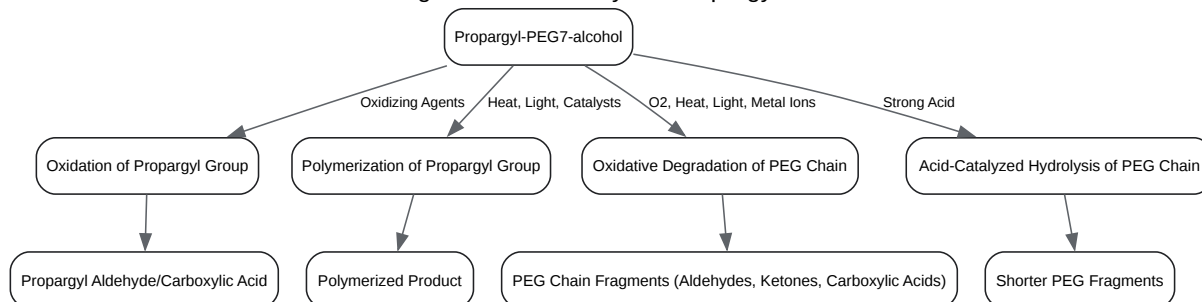 Propargyl-PEG7-alcohol
Oxidizing Agents
Heat, Light, Catalysts
O2, Heat, Light, Metal Ions
Strong Acid
Oxidation of Propargyl Group
Polymerization of Propargyl Group
Oxidative Degradation of PEG Chain
Acid-Catalyzed Hydrolysis of PEG Chain
Propargyl Aldehyde/Carboxylic Acid
Polymerized Product
PEG Chain Fragments (Aldehydes, Ketones, Carboxylic Acids)
Shorter PEG Fragments